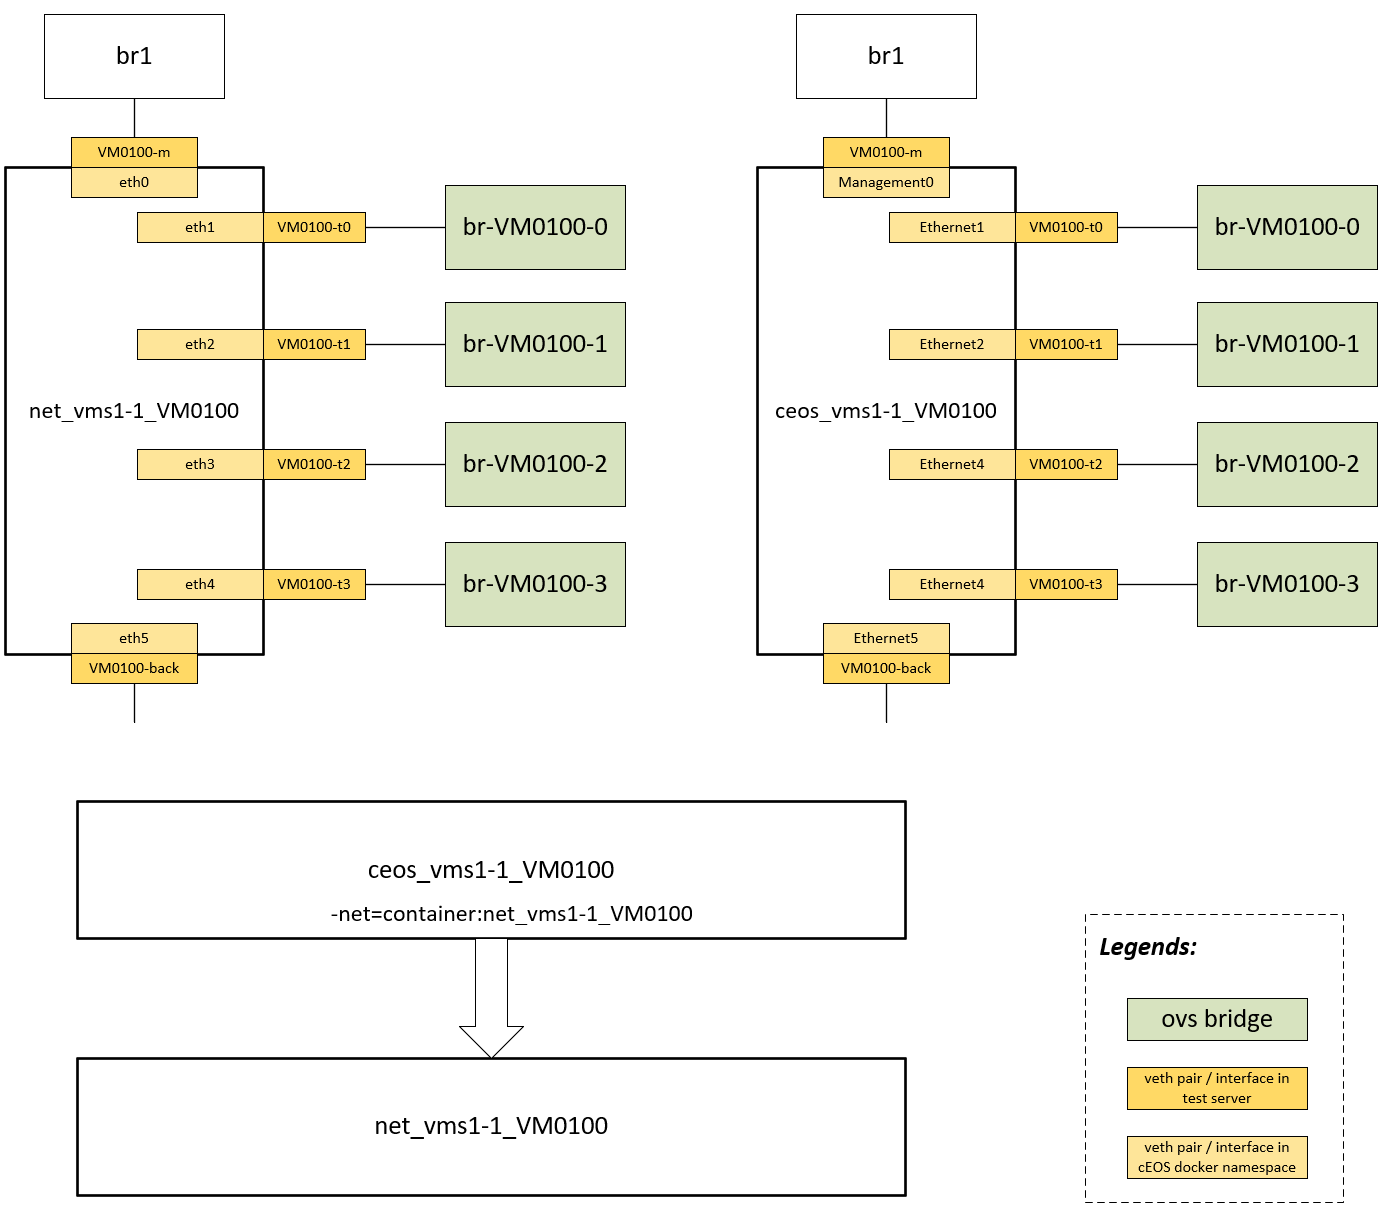 br1
VM0100-m
eth0
eth1
VM0100-t0
br-VM0100-0
eth2
VM0100-t1
br-VM0100-1
net_vms1-1_VM0100
eth3
VM0100-t2
br-VM0100-2
eth4
VM0100-t3
br-VM0100-3
eth5
VM0100-back
br1
VM0100-m
Management0
Ethernet1
VM0100-t0
br-VM0100-0
Ethernet2
VM0100-t1
br-VM0100-1
ceos_vms1-1_VM0100
Ethernet4
VM0100-t2
br-VM0100-2
Ethernet4
VM0100-t3
br-VM0100-3
Ethernet5
VM0100-back
ceos_vms1-1_VM0100
-net=container:net_vms1-1_VM0100
net_vms1-1_VM0100
Legends:
ovs bridge
veth pair / interface in
test server
veth pair / interface in
cEOS docker namespace